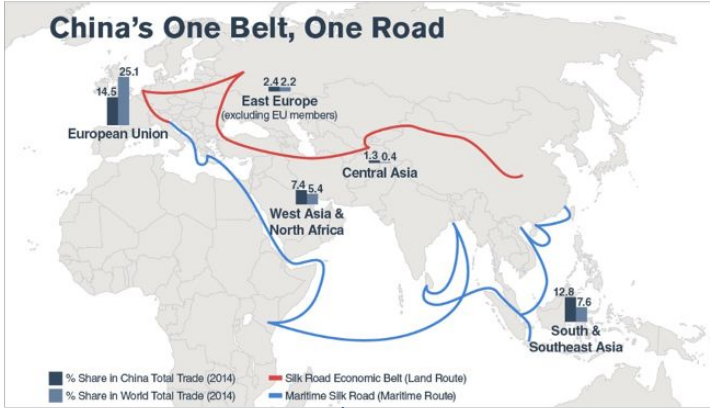 China's One Belt, One Road
25.1
14.5
European Union
2.4 2.2
East Europe
(excluding EU members)
1.3 0.4
Central Asia
7.4
5.4
West Asia &
North Africa
12.8
7.6
South &
Southeast Asia
% Share in China Total Trade (2014)
Silk Road Economic Belt (Land Route)
% Share in World Total Trade (2014)
Maritime Silk Road (Maritime Route)